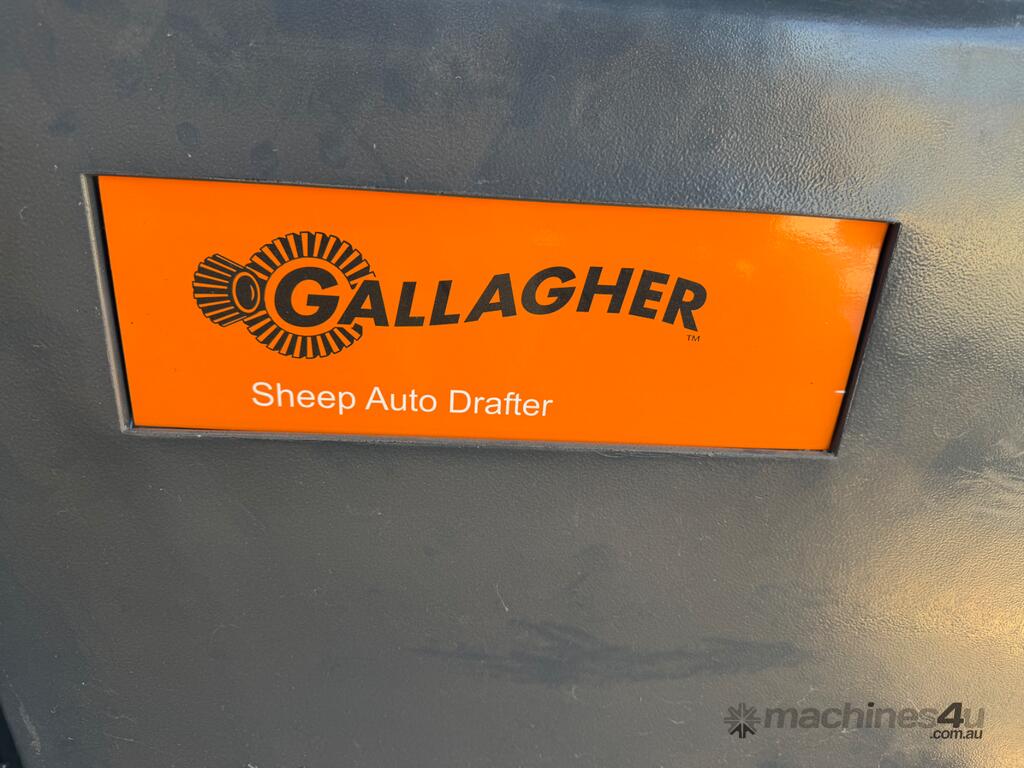 GALLAGHER
TM
Sheep Auto Drafter
machines4u
.com.au